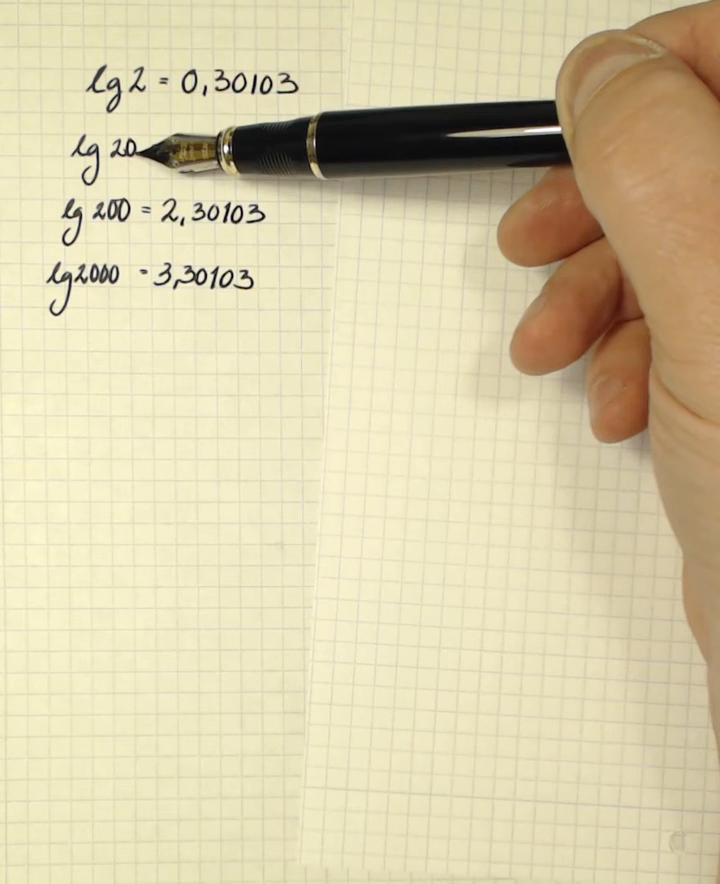 lg 2 = 0,30103
lg 20
lg 200 = 2,30103
lg 2000 = 3,30103